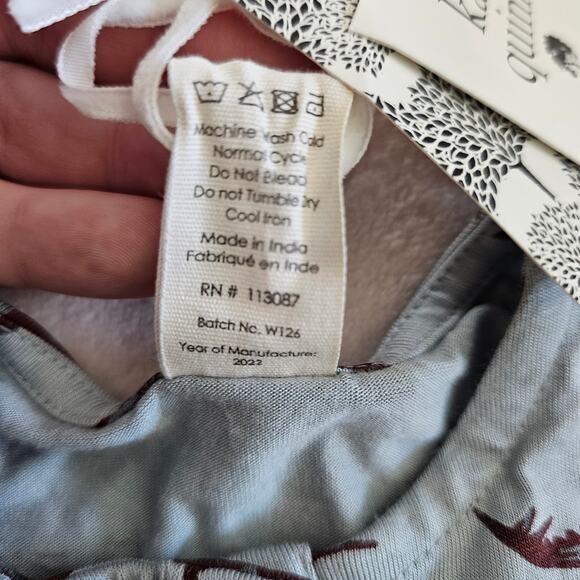 Machine Wash Cold
Normal Cycle
Do Not Blead
Do not Tumble Dry
Cool Iron
Made in India
Fabriqué en Inde
RN # 113087
Batch No. W126
Year of Manufacture:
2022